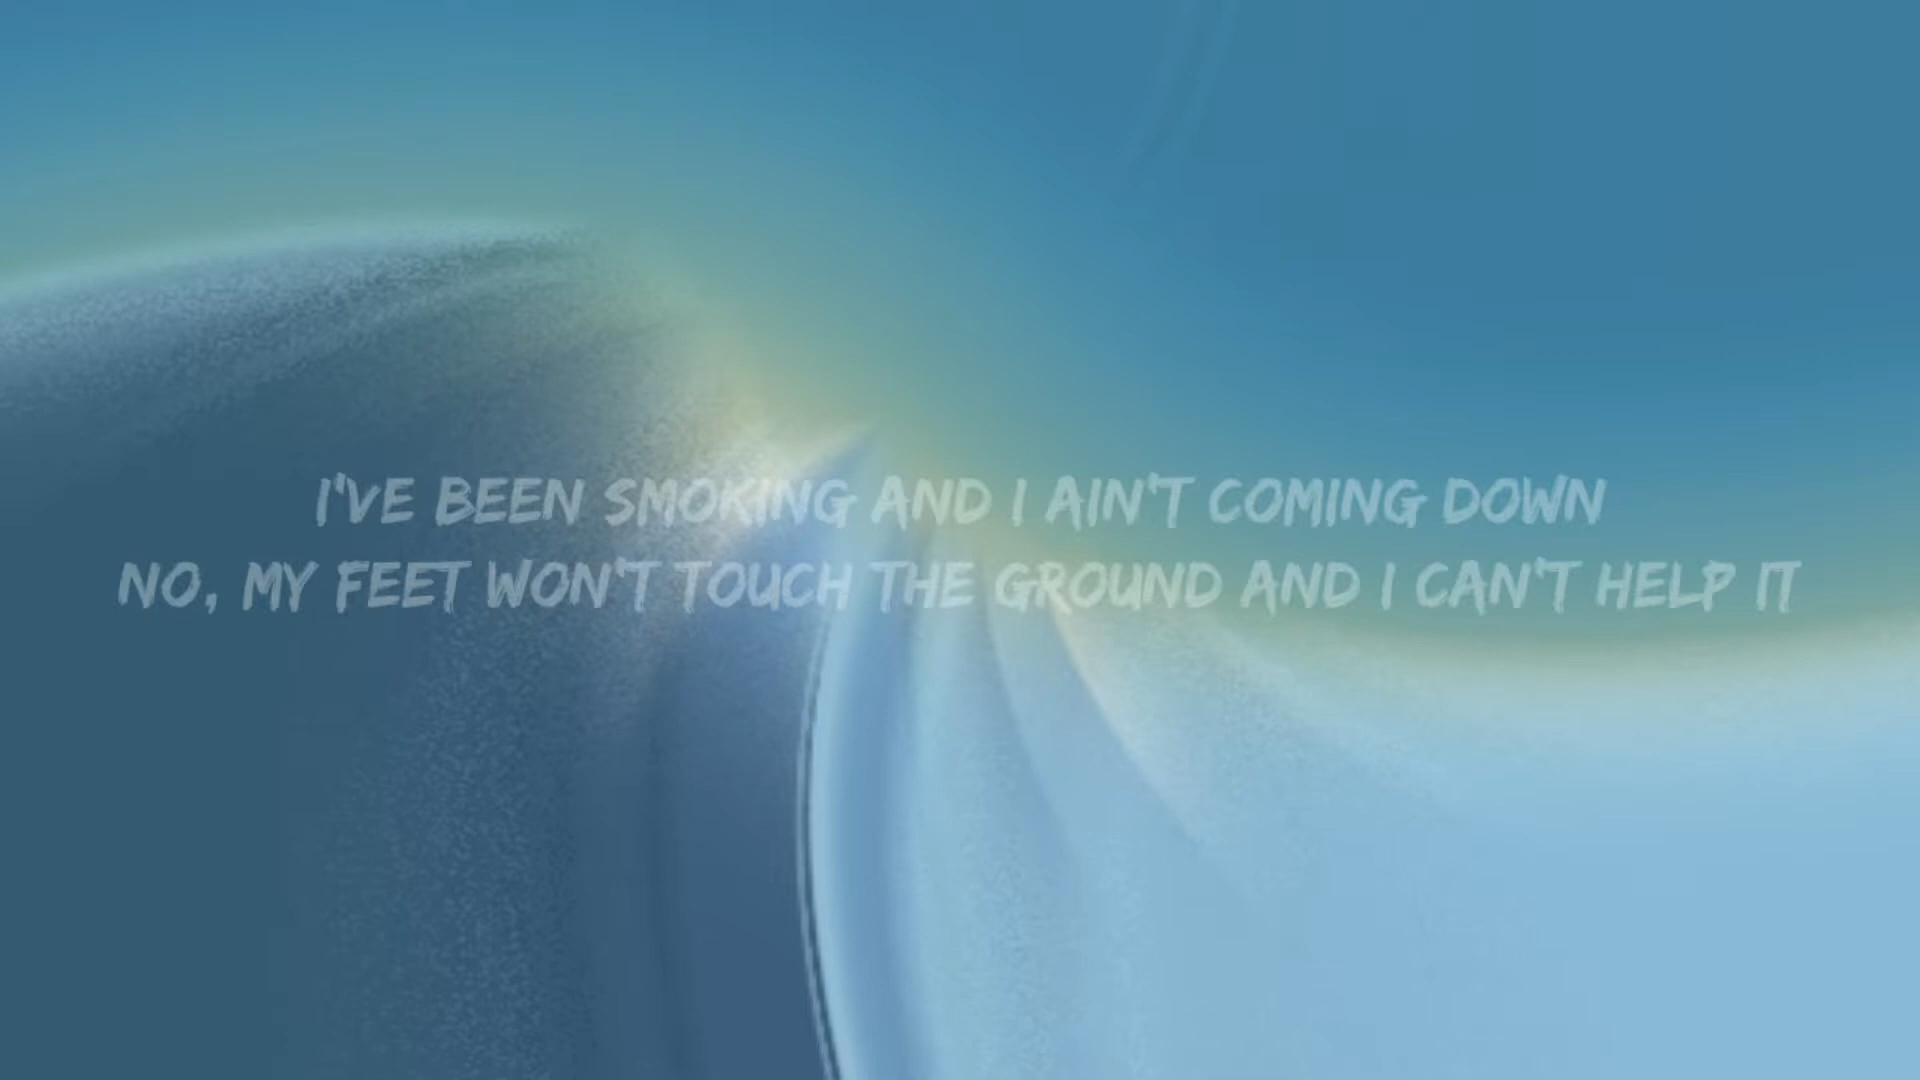 I'VE BEEN SMOKING AND I AIN'T COMING DOWN
NO, MY FEET WON'T TOUCH THE GROUND AND I CAN'T HELP IT